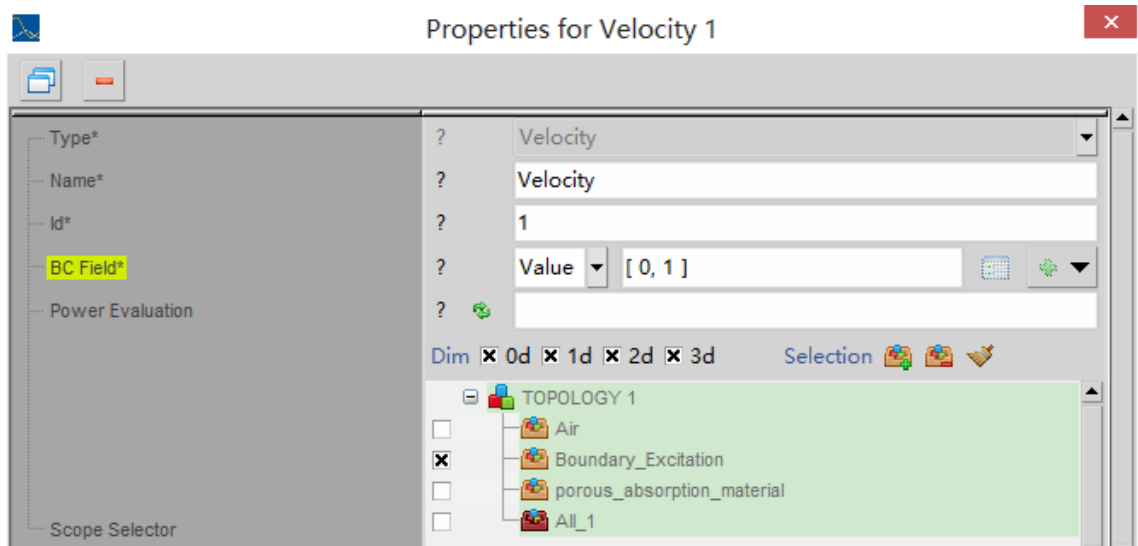 Properties for Velocity 1
Type* ? Velocity
Name* ? Velocity
Id* ? 1
BC Field* ? Value [ 0, 1 ]
Power Evaluation ?
Dim 0d 1d 2d 3d Selection
TOPOLOGY 1
Air
Boundary_Excitation
porous_absorption_material
All_1
Scope Selector